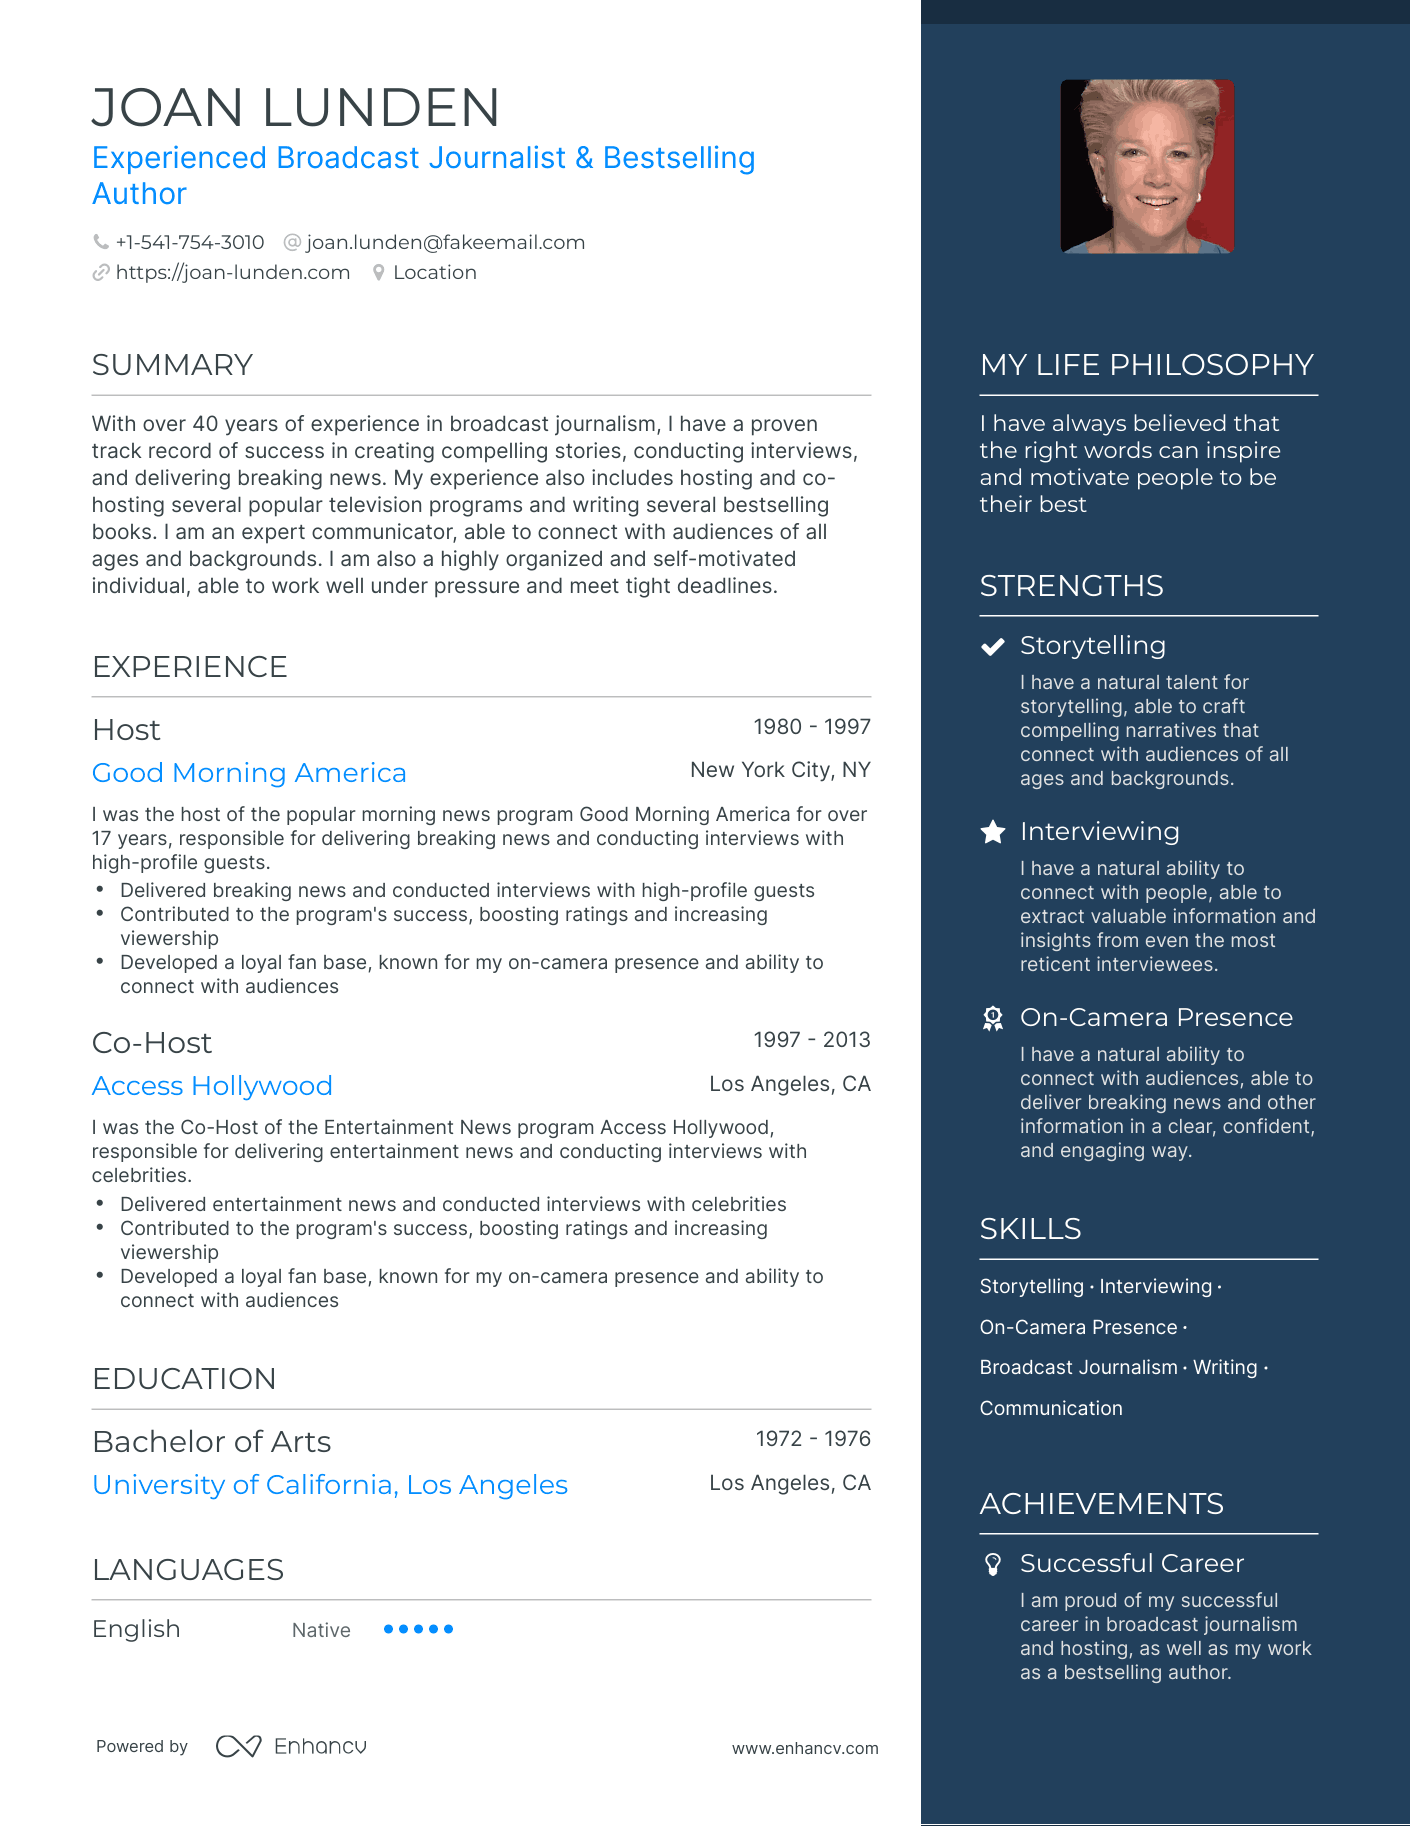 JOAN LUNDEN
Experienced Broadcast Journalist & Bestselling
Author
+1-541-754-3010 joan.lunden@fakeemail.com
https://joan-lunden.com Location
SUMMARY
With over 40 years of experience in broadcast journalism, I have a proven
track record of success in creating compelling stories, conducting interviews,
and delivering breaking news. My experience also includes hosting and co-
hosting several popular television programs and writing several bestselling
books. I am an expert communicator, able to connect with audiences of all
ages and backgrounds. I am also a highly organized and self-motivated
individual, able to work well under pressure and meet tight deadlines.
EXPERIENCE
Host 1980 - 1997
Good Morning America New York City, NY
I was the host of the popular morning news program Good Morning America for over
17 years, responsible for delivering breaking news and conducting interviews with
high-profile guests.
• Delivered breaking news and conducted interviews with high-profile guests
• Contributed to the program's success, boosting ratings and increasing
viewership
• Developed a loyal fan base, known for my on-camera presence and ability to
connect with audiences
Co-Host 1997 - 2013
Access Hollywood Los Angeles, CA
I was the Co-Host of the Entertainment News program Access Hollywood,
responsible for delivering entertainment news and conducting interviews with
celebrities.
• Delivered entertainment news and conducted interviews with celebrities
• Contributed to the program's success, boosting ratings and increasing
viewership
• Developed a loyal fan base, known for my on-camera presence and ability to
connect with audiences
EDUCATION
Bachelor of Arts 1972 - 1976
University of California, Los Angeles Los Angeles, CA
LANGUAGES
English Native
Powered by Enhancv www.enhancv.com
MY LIFE PHILOSOPHY
I have always believed that
the right words can inspire
and motivate people to be
their best
STRENGTHS
Storytelling
I have a natural talent for
storytelling, able to craft
compelling narratives that
connect with audiences of all
ages and backgrounds.
Interviewing
I have a natural ability to
connect with people, able to
extract valuable information and
insights from even the most
reticent interviewees.
On-Camera Presence
I have a natural ability to
connect with audiences, able to
deliver breaking news and other
information in a clear, confident,
and engaging way.
SKILLS
Storytelling · Interviewing ·
On-Camera Presence ·
Broadcast Journalism · Writing ·
Communication
ACHIEVEMENTS
Successful Career
I am proud of my successful
career in broadcast journalism
and hosting, as well as my work
as a bestselling author.